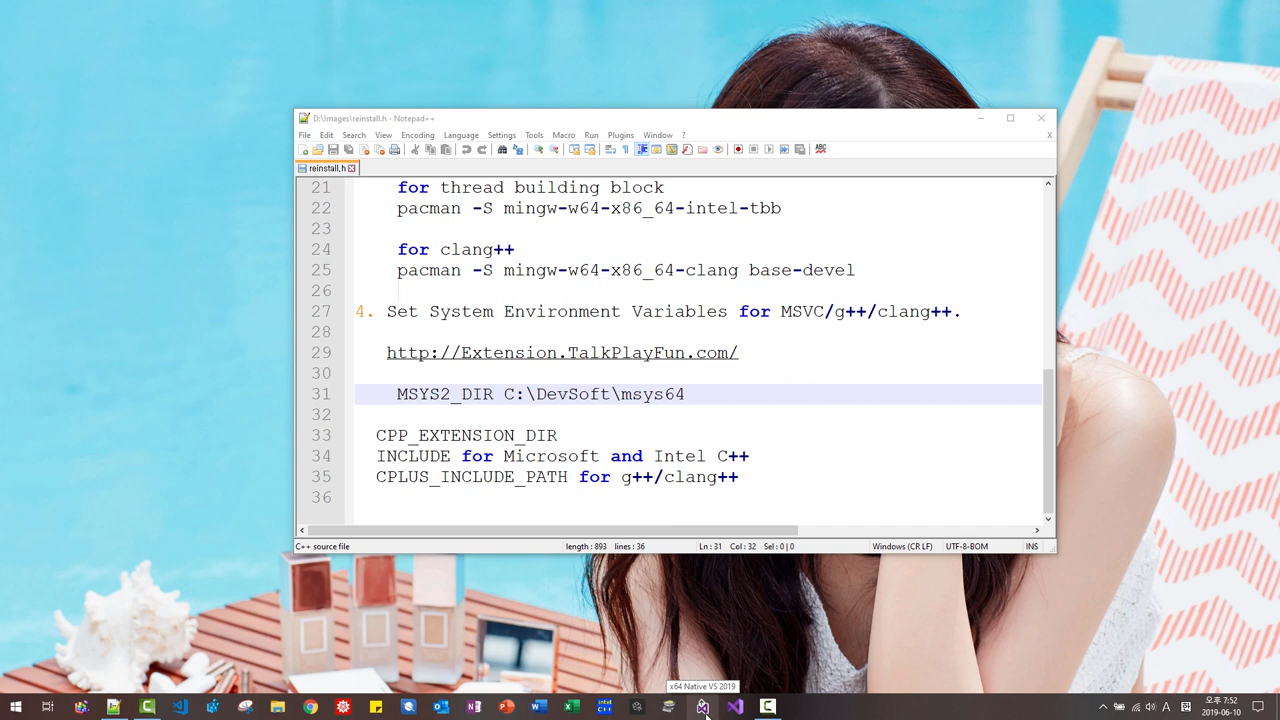 D:\Images\reinstall.h - Notepad++
File Edit Search View Encoding Language Settings Tools Macro Run Plugins Window ? X
reinstall.h
21 for thread building block
22 pacman -S mingw-w64-x86_64-intel-tbb
23
24 for clang++
25 pacman -S mingw-w64-x86_64-clang base-devel
26
27 4. Set System Environment Variables for MSVC/g++/clang++.
28
29 http://Extension.TalkPlayFun.com/
30
31 MSYS2_DIR C:\DevSoft\msys64
32
33 CPP_EXTENSION_DIR
34 INCLUDE for Microsoft and Intel C++
35 CPLUS_INCLUDE_PATH for g++/clang++
36
C++ source file length : 893 lines : 36 Ln : 31 Col : 32 Sel : 0 | 0 Windows (CR LF) UTF-8-BOM INS
x64 Native VS 2019
오후 7:52
2019-06-10